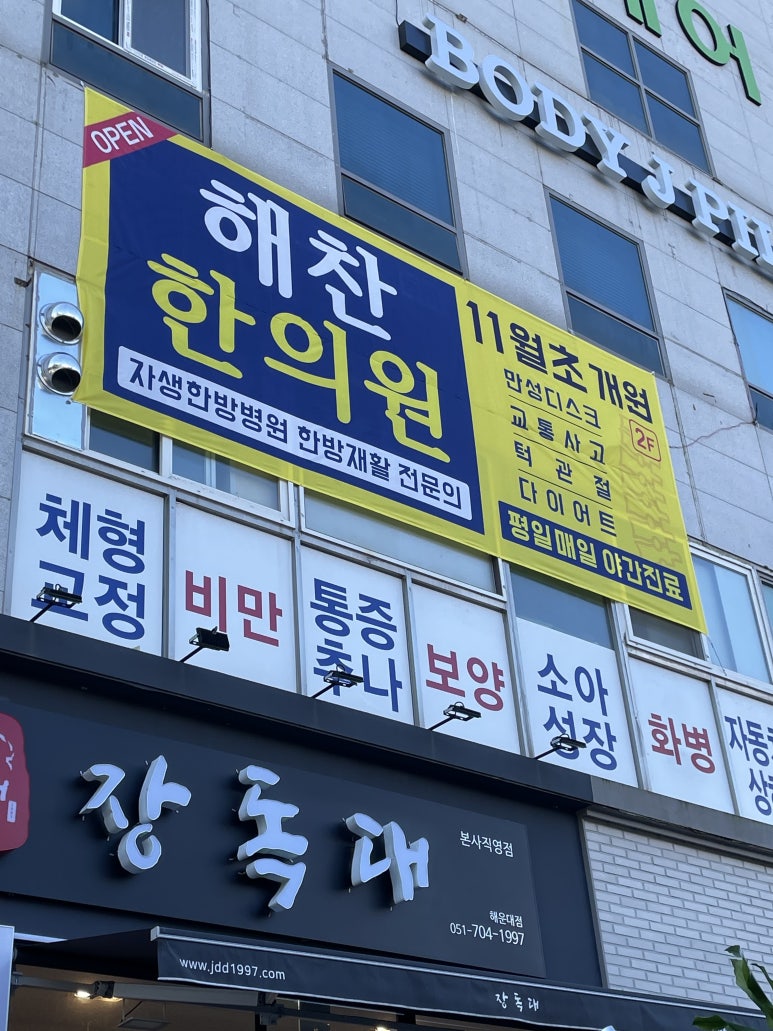 BODY J PI
OPEN
해찬
한의원
자생한방병원 한방재활 전문의
11월초 개원
만성디스크
교통사고
턱관절
다이어트
2F
평일매일 야간진료
체형
교정
비만
통증
추나
보양
소아
성장
화병
장독대
본사직영점
해운대점
051-704-1997
www.jdd1997.com
장독대